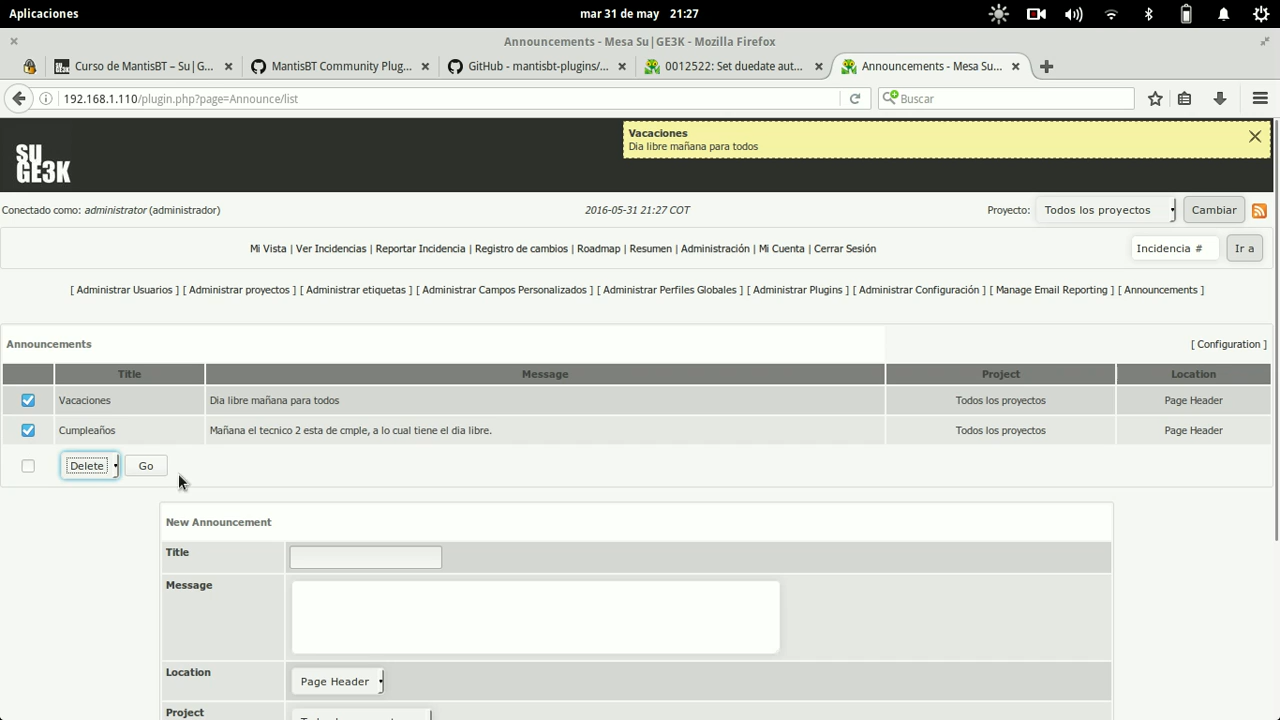 Aplicaciones
mar 31 de may 21:27
Announcements - Mesa Su|GE3K - Mozilla Firefox
Curso de MantisBT – Su|G...
MantisBT Community Plug...
GitHub - mantisbt-plugins/...
0012522: Set duedate aut...
Announcements - Mesa Su...
192.168.1.110/plugin.php?page=Announce/list
Buscar
SU
GE3K
Vacaciones
Dia libre mañana para todos
Conectado como: administrator (administrador)
2016-05-31 21:27 COT
Proyecto: Todos los proyectos Cambiar
Mi Vista | Ver Incidencias | Reportar Incidencia | Registro de cambios | Roadmap | Resumen | Administración | Mi Cuenta | Cerrar Sesión
Incidencia # Ir a
[ Administrar Usuarios ] [ Administrar proyectos ] [ Administrar etiquetas ] [ Administrar Campos Personalizados ] [ Administrar Perfiles Globales ] [ Administrar Plugins ] [ Administrar Configuración ] [ Manage Email Reporting ] [ Announcements ]
Announcements
[ Configuration ]
Title Message Project Location
Vacaciones Dia libre mañana para todos Todos los proyectos Page Header
Cumpleaños Mañana el tecnico 2 esta de cmple, a lo cual tiene el dia libre. Todos los proyectos Page Header
Delete Go
New Announcement
Title
Message
Location Page Header
Project